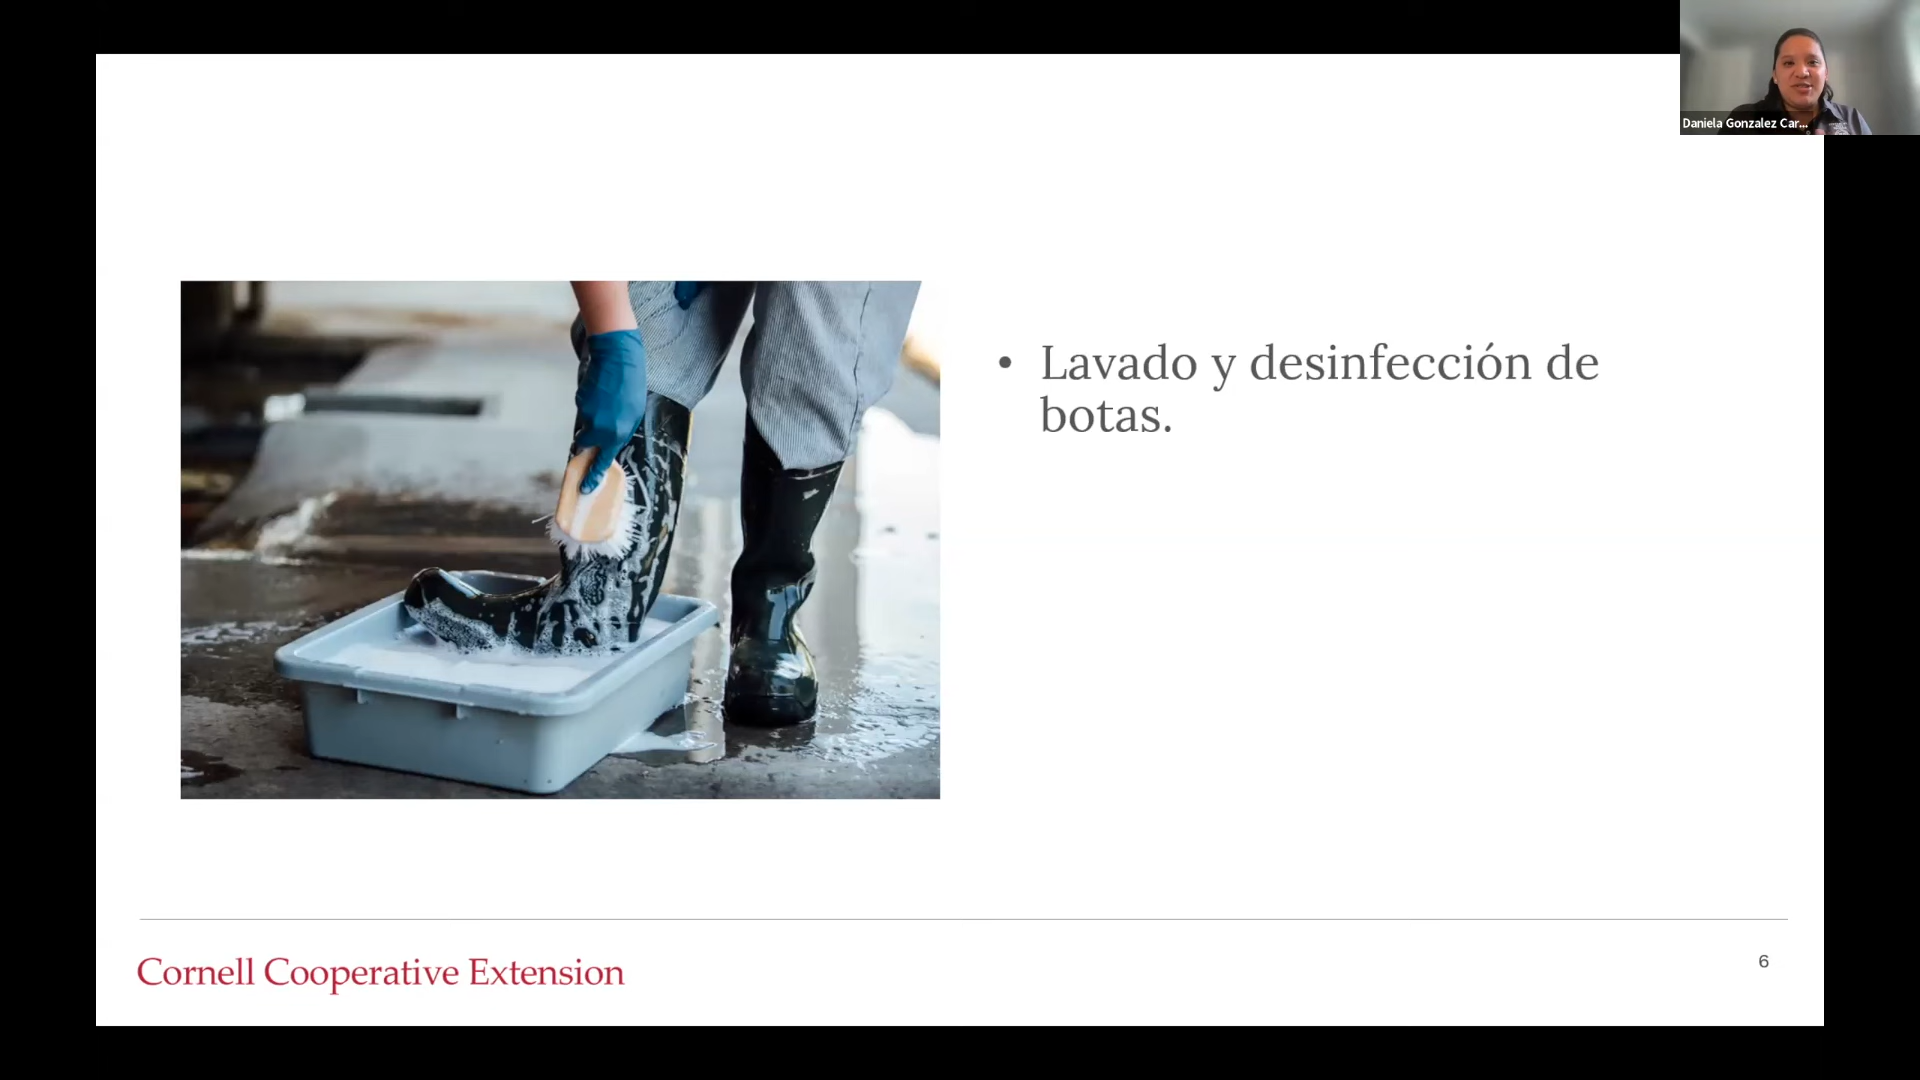 Daniela Gonzalez Car...
• Lavado y desinfección de
botas.
Cornell Cooperative Extension
6